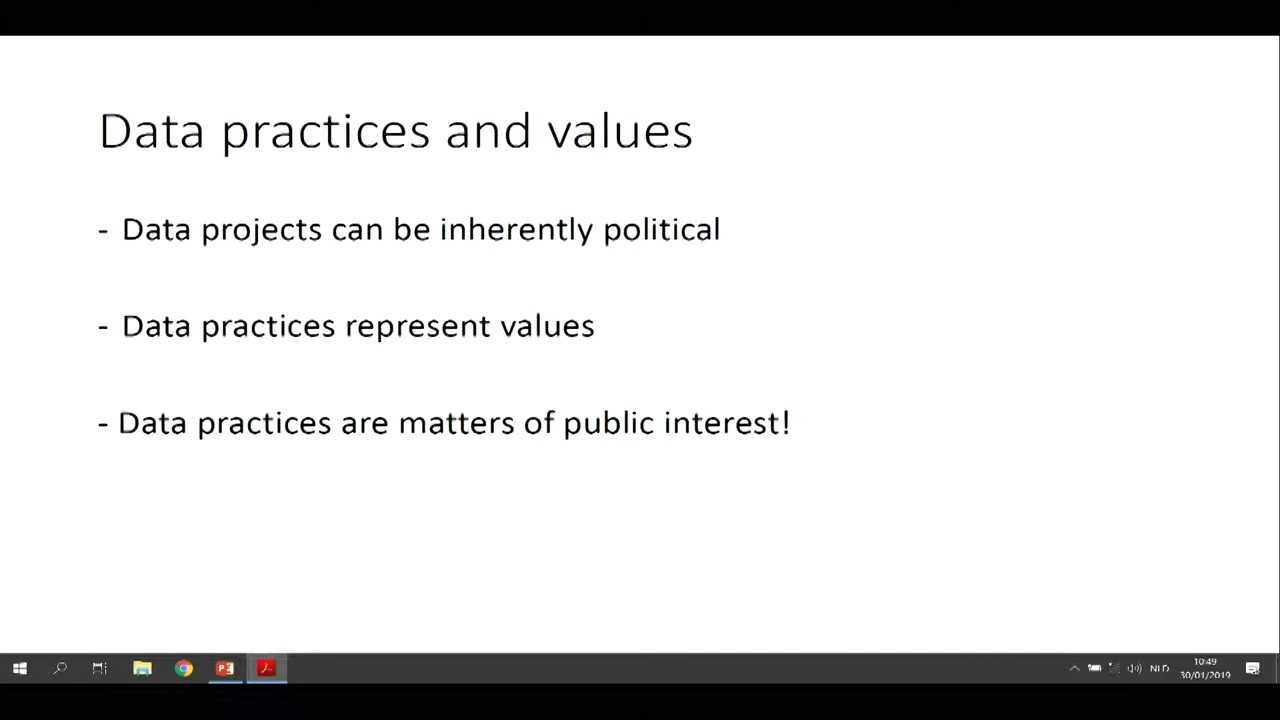 Data practices and values
- Data projects can be inherently political
- Data practices represent values
- Data practices are matters of public interest!
NLD
10:49
30/01/2019